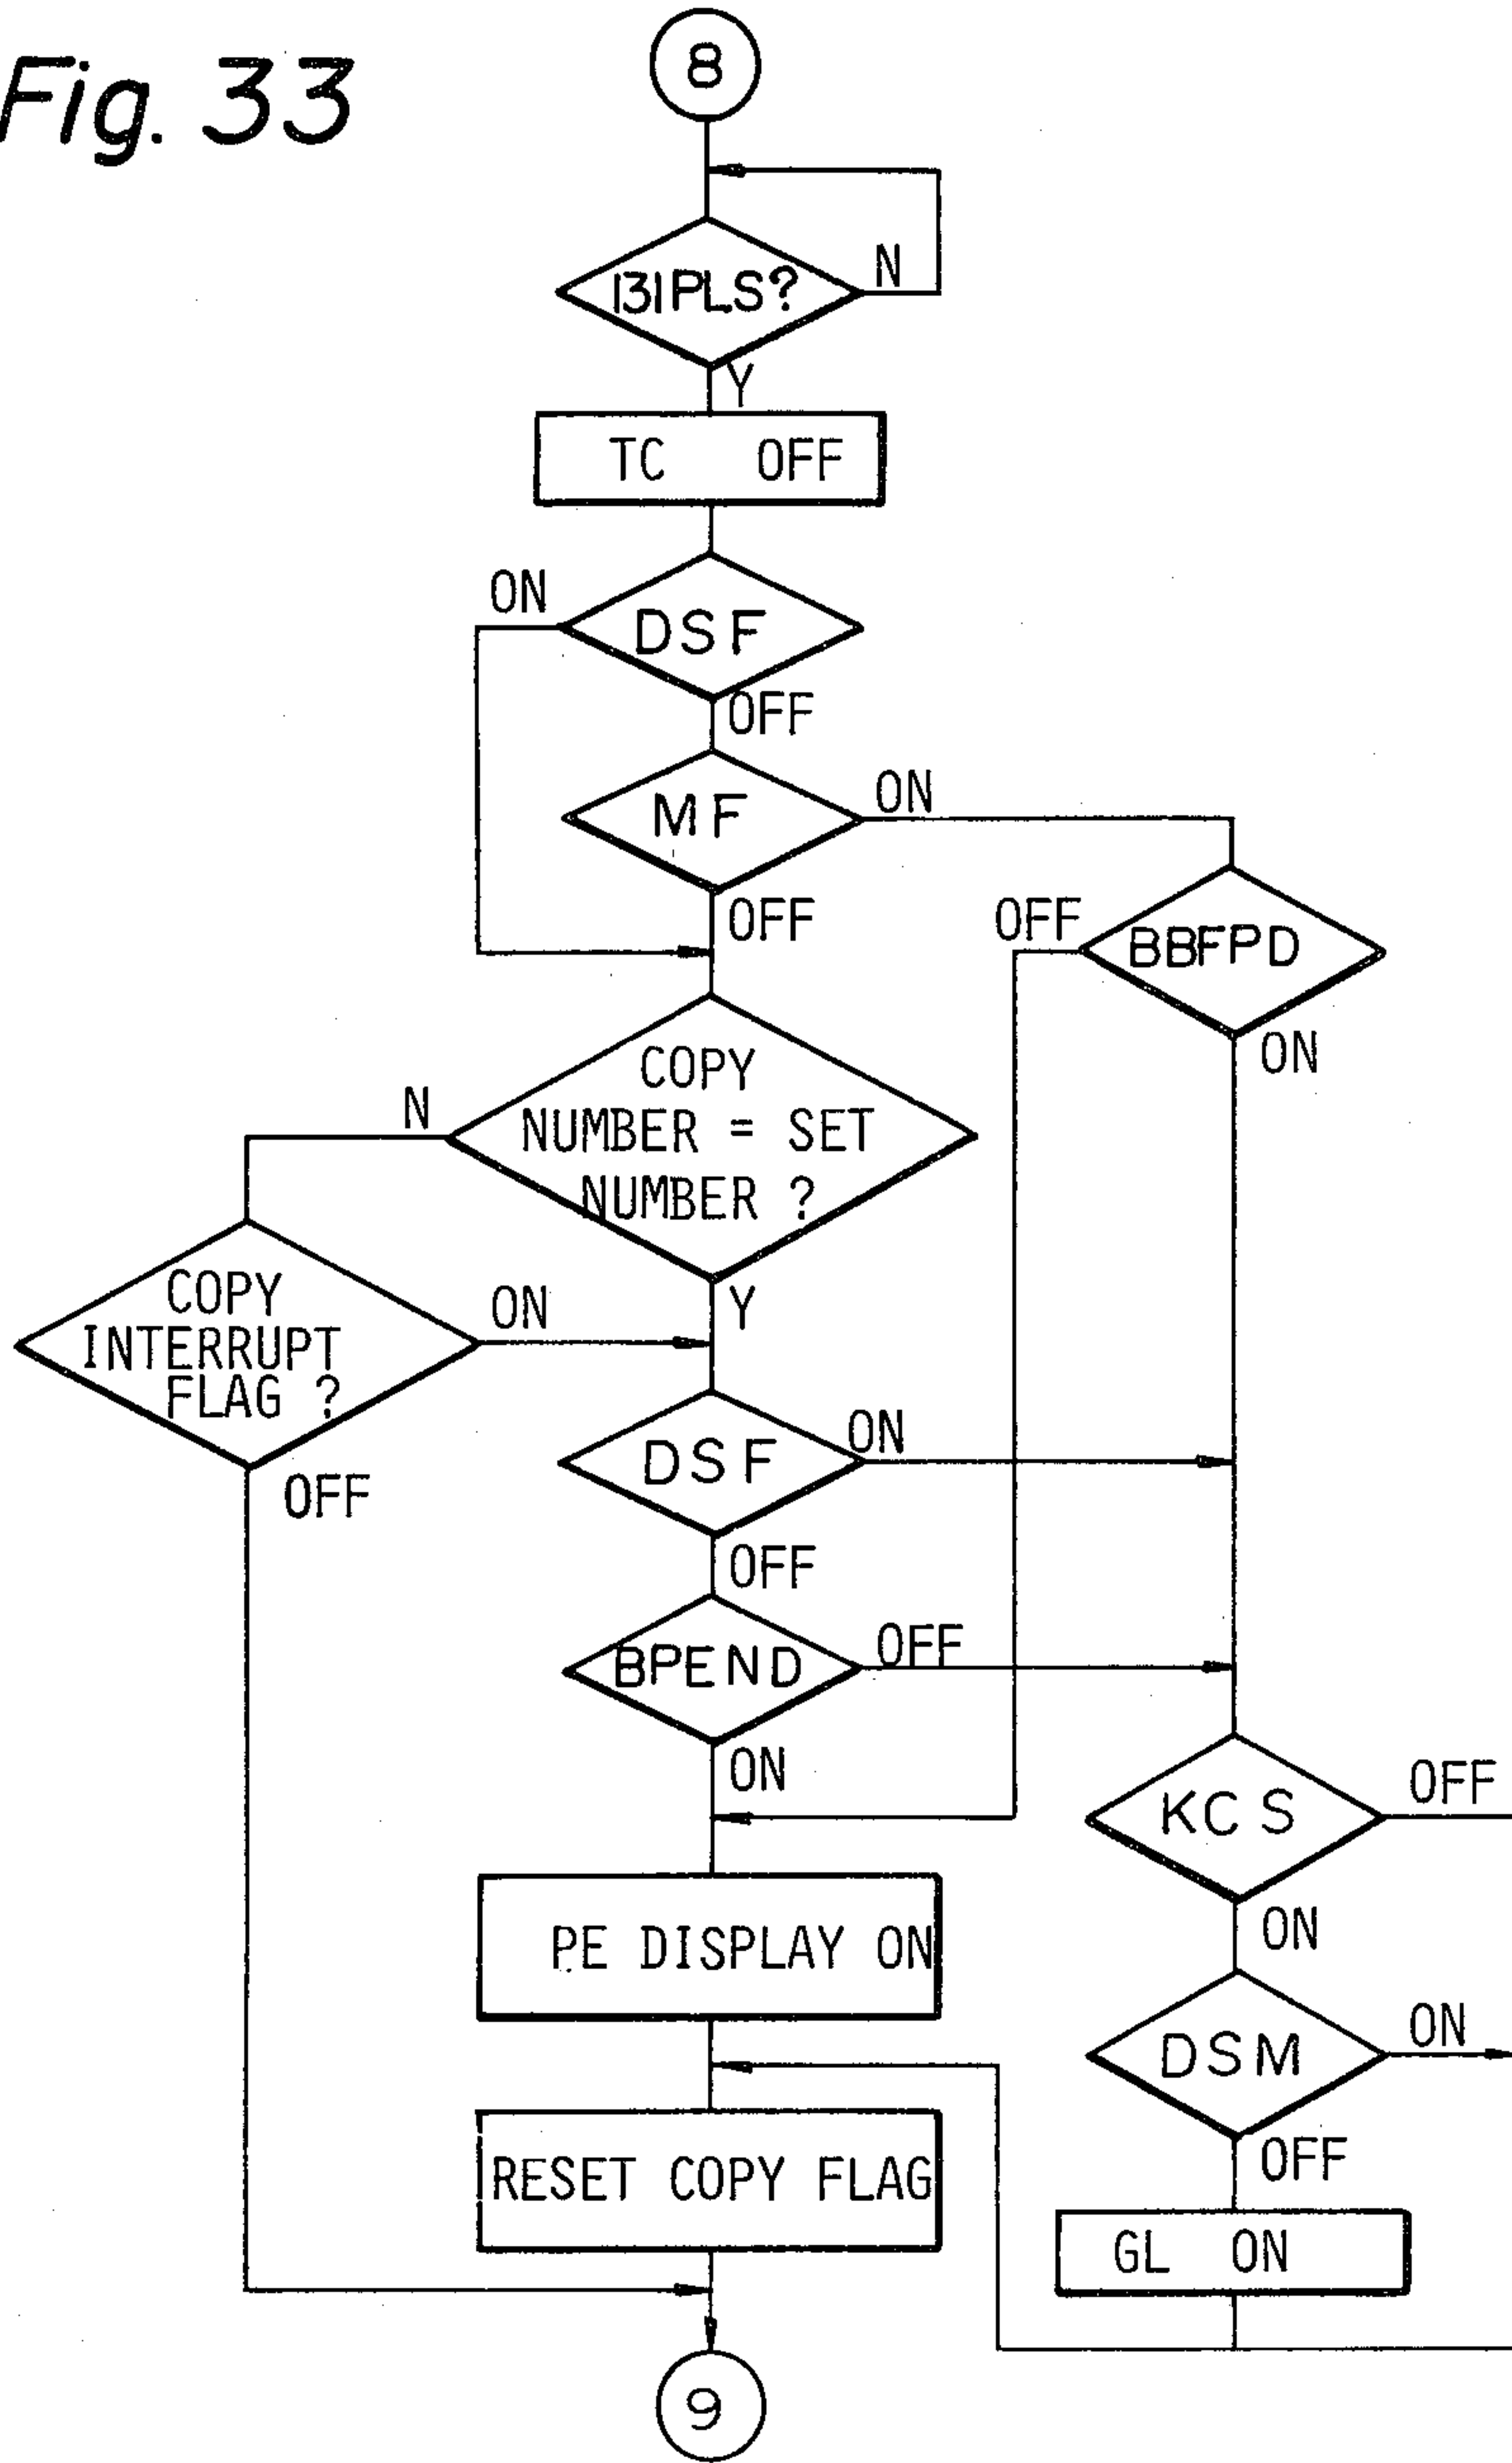 Fig. 33
8
131PLS?
N
Y
TC OFF
ON
DSF
OFF
MF
ON
OFF
OFF
BBFPD
ON
COPY
NUMBER = SET
NUMBER ?
N
Y
COPY
INTERRUPT
FLAG ?
ON
OFF
DSF
ON
OFF
BPEND
OFF
ON
KCS
OFF
ON
PE DISPLAY ON
DSM
ON
OFF
RESET COPY FLAG
GL ON
9